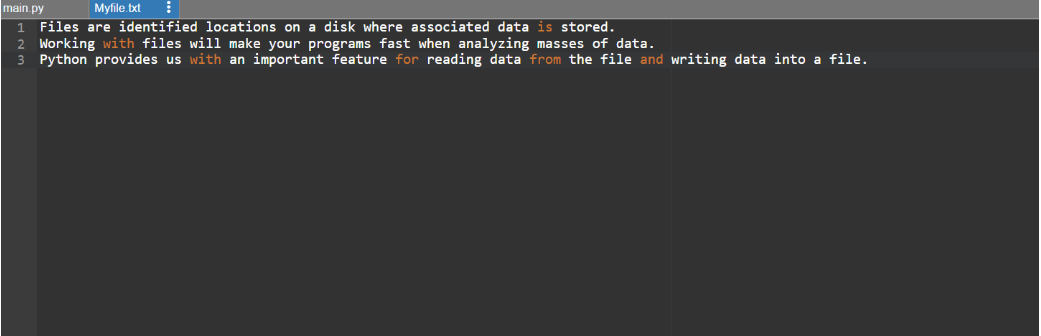 main.py Myfile.txt
1 Files are identified locations on a disk where associated data is stored.
2 Working with files will make your programs fast when analyzing masses of data.
3 Python provides us with an important feature for reading data from the file and writing data into a file.